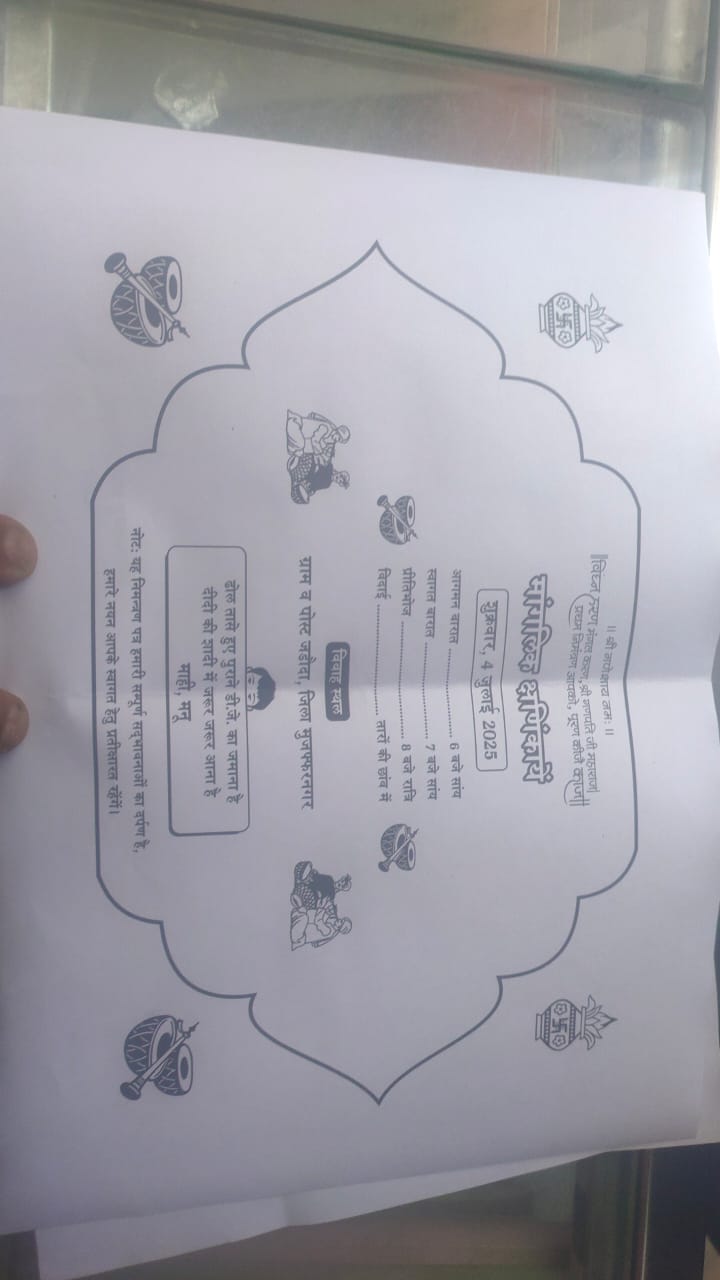 ॥ श्री गणेशाय नमः ॥
॥विघ्न हरण मंगल करण, श्री गणपति जी महाराज।
प्रथम निमंत्रण आपको, पूरण कीजै काज॥
मांगलिक क्षणिंकायें
शुक्रवार, 4 जुलाई 2025
आगमन बारात ............................... 6 बजे सांय
स्वागत बारात ................................. 7 बजे सांय
प्रीतिभोज ........................................ 8 बजे रात्रि
विदाई ...................................... तारों की छांव में
विवाह स्थल
ग्राम व पोस्ट जडौदा, जिला मुजफ्फरनगर
ढोल तासे हुए पुराने डी.जे. का जमाना है
दीदी की शादी में जरूर जरूर आना है
माही, मनू
नोट: यह निमन्त्रण पत्र हमारी सम्पूर्ण सद्‌भावनाओं का दर्पण है,
हमारे नयन आपके स्वागत हेतु प्रतीक्षारत रहेंगें।